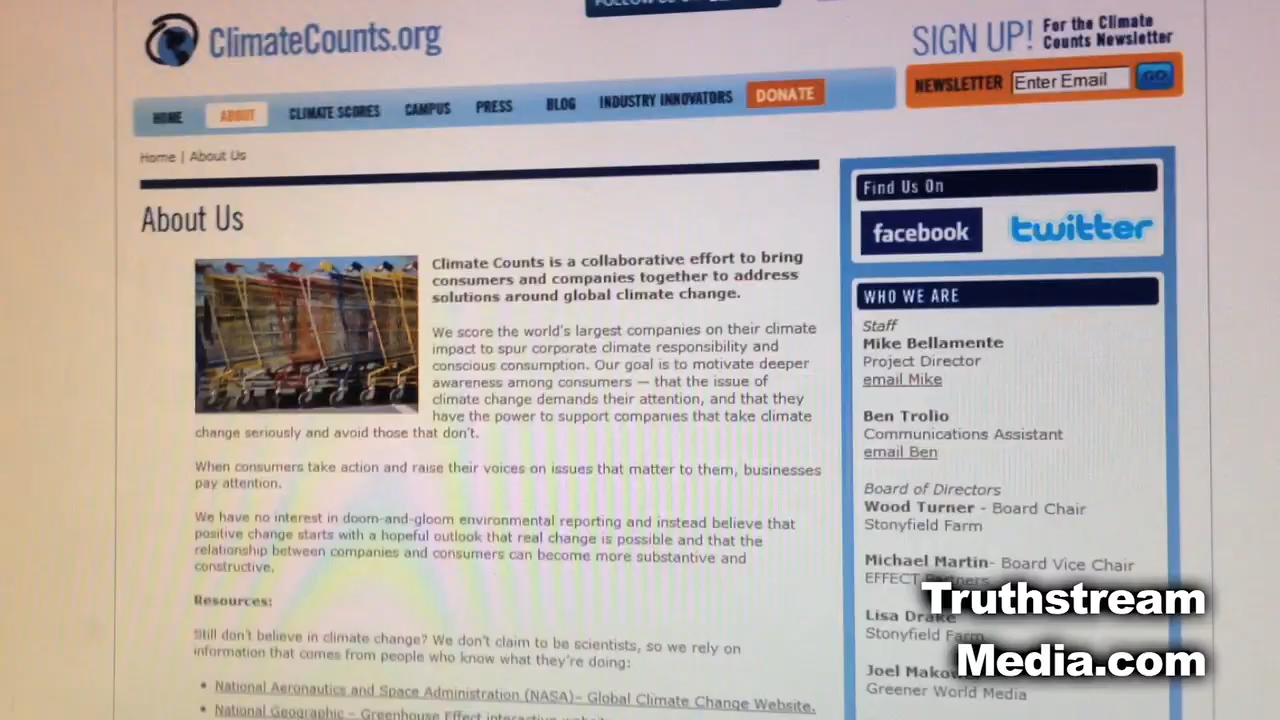 ClimateCounts.org
SIGN UP!
For the Climate
Counts Newsletter
NEWSLETTER Enter Email GO
HOME ABOUT CLIMATE SCORES CAMPUS PRESS BLOG INDUSTRY INNOVATORS DONATE
Home | About Us
About Us
Climate Counts is a collaborative effort to bring
consumers and companies together to address
solutions around global climate change.
We score the world's largest companies on their climate
impact to spur corporate climate responsibility and
conscious consumption. Our goal is to motivate deeper
awareness among consumers — that the issue of
climate change demands their attention, and that they
have the power to support companies that take climate
change seriously and avoid those that don't.
When consumers take action and raise their voices on issues that matter to them, businesses
pay attention.
We have no interest in doom-and-gloom environmental reporting and instead believe that
positive change starts with a hopeful outlook that real change is possible and that the
relationship between companies and consumers can become more substantive and
constructive.
Resources:
Still don't believe in climate change? We don't claim to be scientists, so we rely on
information that comes from people who know what they're doing:
• National Aeronautics and Space Administration (NASA)– Global Climate Change Website.
• National Geographic – Greenhouse Effect interactive
Find Us On
facebook twitter
WHO WE ARE
Staff
Mike Bellamente
Project Director
email Mike
Ben Trolio
Communications Assistant
email Ben
Board of Directors
Wood Turner - Board Chair
Stonyfield Farm
Michael Martin- Board Vice Chair
EFFECT Partners
Lisa Drake
Stonyfield Farm
Joel
Greener World Media
Truthstream
Media.com